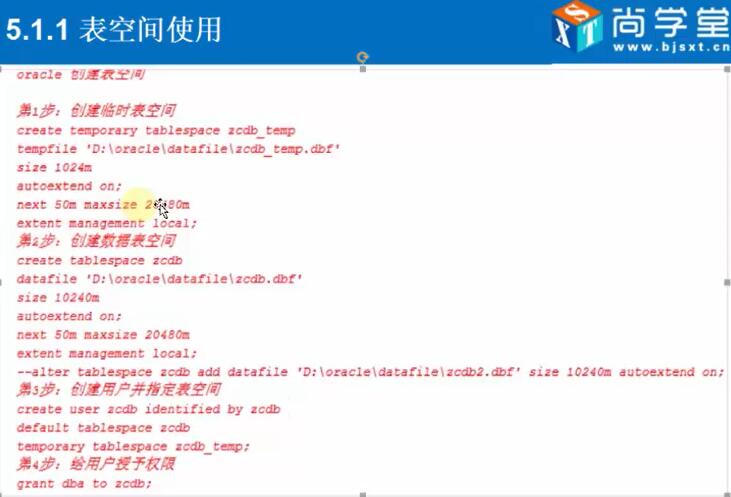 5.1.1 表空间使用
尚学堂
www.bjsxt.cn
oracle 创建表空间
第1步：创建临时表空间
create temporary tablespace zcdb_temp
tempfile 'D:\oracle\datafile\zcdb_temp.dbf'
size 1024m
autoextend on;
next 50m maxsize 20480m
extent management local;
第2步：创建数据表空间
create tablespace zcdb
datafile 'D:\oracle\datafile\zcdb.dbf'
size 10240m
autoextend on;
next 50m maxsize 20480m
extent management local;
--alter tablespace zcdb add datafile 'D:\oracle\datafile\zcdb2.dbf' size 10240m autoextend on;
第3步：创建用户并指定表空间
create user zcdb identified by zcdb
default tablespace zcdb
temporary tablespace zcdb_temp;
第4步：给用户授予权限
grant dba to zcdb;